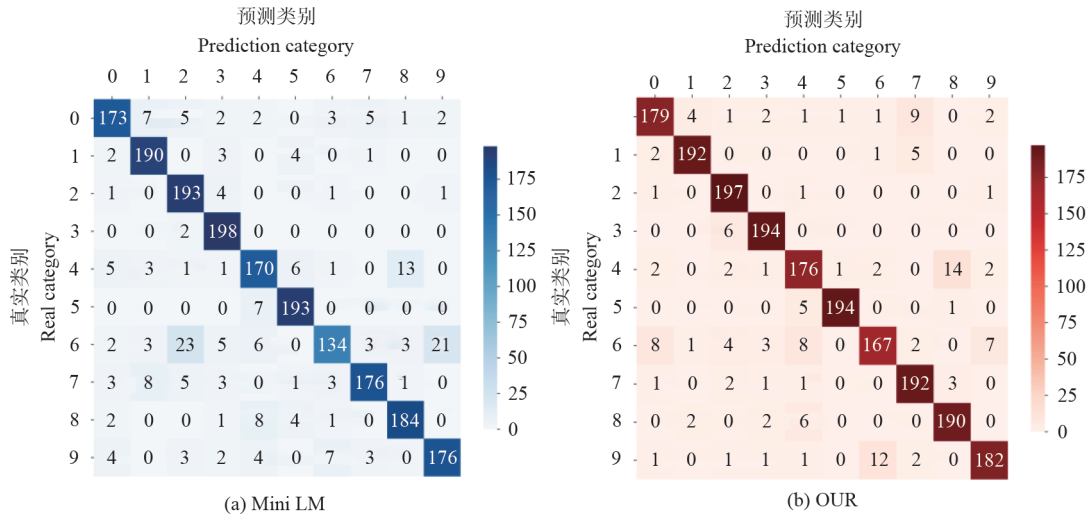 预测类别
Prediction category
0 1 2 3 4 5 6 7 8 9
真实类别
Real category
0 173 7 5 2 2 0 3 5 1 2
1 2 190 0 3 0 4 0 1 0 0
2 1 0 193 4 0 0 1 0 0 1
3 0 0 2 198 0 0 0 0 0 0
4 5 3 1 1 170 6 1 0 13 0
5 0 0 0 0 7 193 0 0 0 0
6 2 3 23 5 6 0 134 3 3 21
7 3 8 5 3 0 1 3 176 1 0
8 2 0 0 1 8 4 1 0 184 0
9 4 0 3 2 4 0 7 3 0 176
175
150
125
100
75
50
25
0
(a) Mini LM
预测类别
Prediction category
0 1 2 3 4 5 6 7 8 9
真实类别
Real category
0 179 4 1 2 1 1 1 9 0 2
1 2 192 0 0 0 0 1 5 0 0
2 1 0 197 0 1 0 0 0 0 1
3 0 0 6 194 0 0 0 0 0 0
4 2 0 2 1 176 1 2 0 14 2
5 0 0 0 0 5 194 0 0 1 0
6 8 1 4 3 8 0 167 2 0 7
7 1 0 2 1 1 0 0 192 3 0
8 0 2 0 2 6 0 0 0 190 0
9 1 0 1 1 1 0 12 2 0 182
175
150
125
100
75
50
25
0
(b) OUR